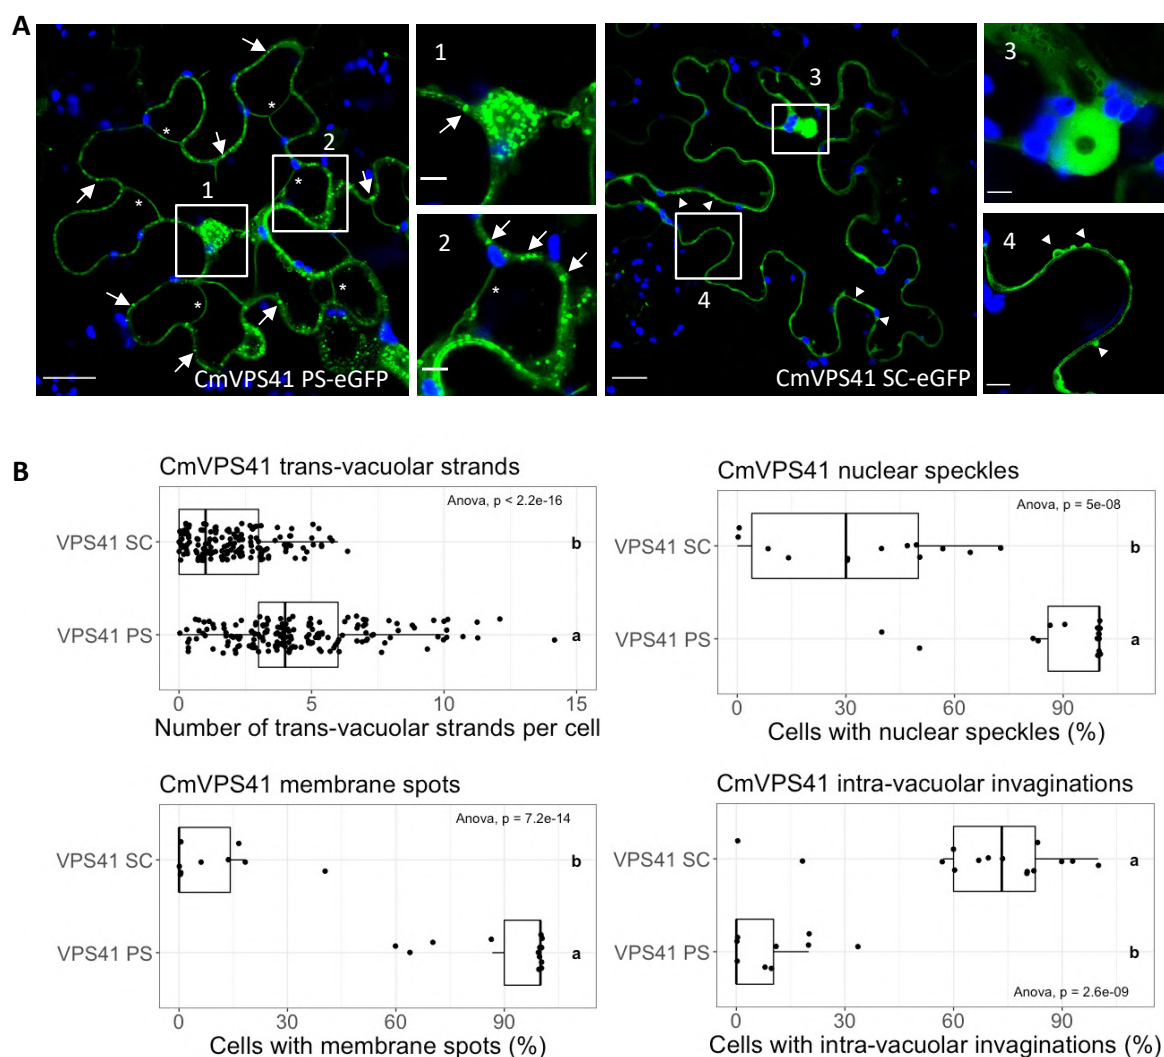 A
1
2
*
*
*
*
*
*
CmVPS41 PS-eGFP
1
2
*
3
4
CmVPS41 SC-eGFP
3
4
B
CmVPS41 trans-vacuolar strands
Anova, p < 2.2e-16
VPS41 SC
b
VPS41 PS
a
0
5
10
15
Number of trans-vacuolar strands per cell
CmVPS41 nuclear speckles
Anova, p = 5e-08
VPS41 SC
b
VPS41 PS
a
0
30
60
90
Cells with nuclear speckles (%)
CmVPS41 membrane spots
Anova, p = 7.2e-14
VPS41 SC
b
VPS41 PS
a
0
30
60
90
Cells with membrane spots (%)
CmVPS41 intra-vacuolar invaginations
VPS41 SC
a
VPS41 PS
b
Anova, p = 2.6e-09
0
30
60
90
Cells with intra-vacuolar invaginations (%)